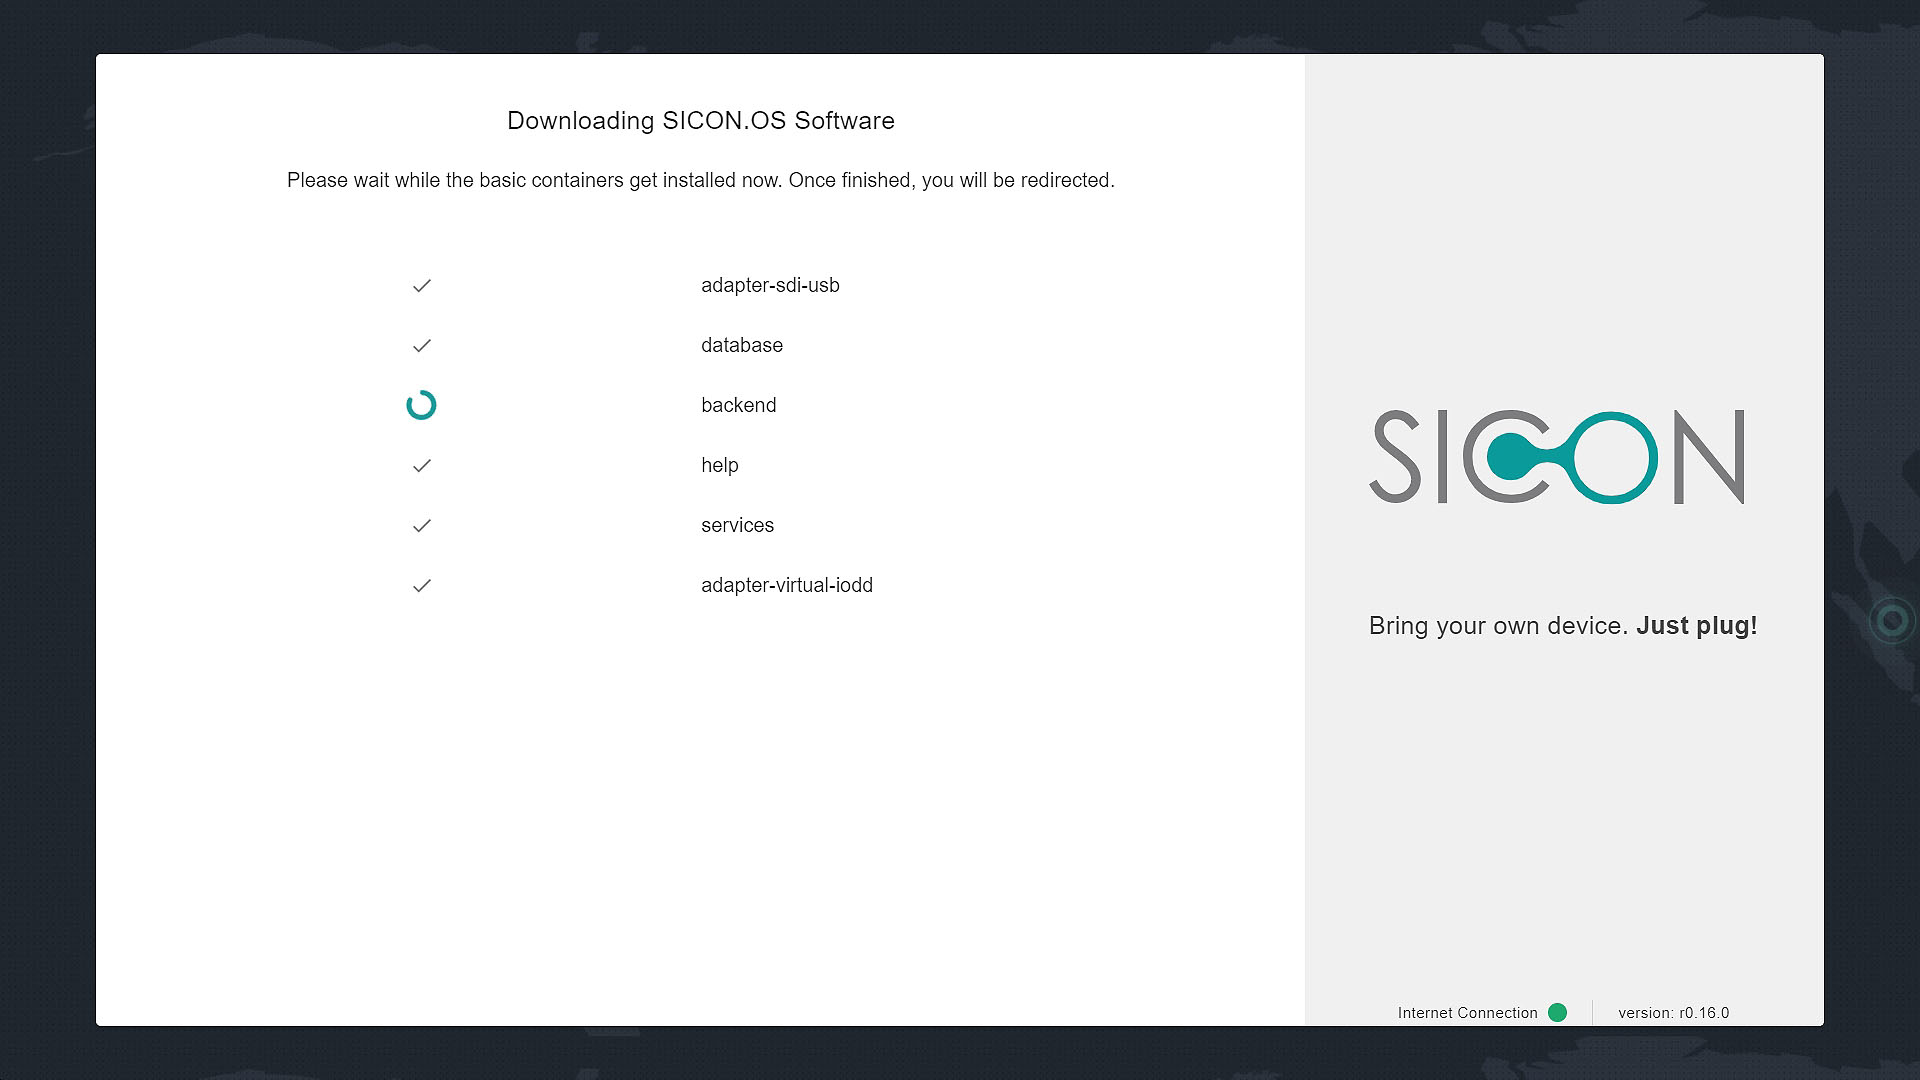 Downloading SICON.OS Software
Please wait while the basic containers get installed now. Once finished, you will be redirected.
adapter-sdi-usb
database
backend
help
services
adapter-virtual-iodd
SICON
Bring your own device. Just plug!
Internet Connection
version: r0.16.0